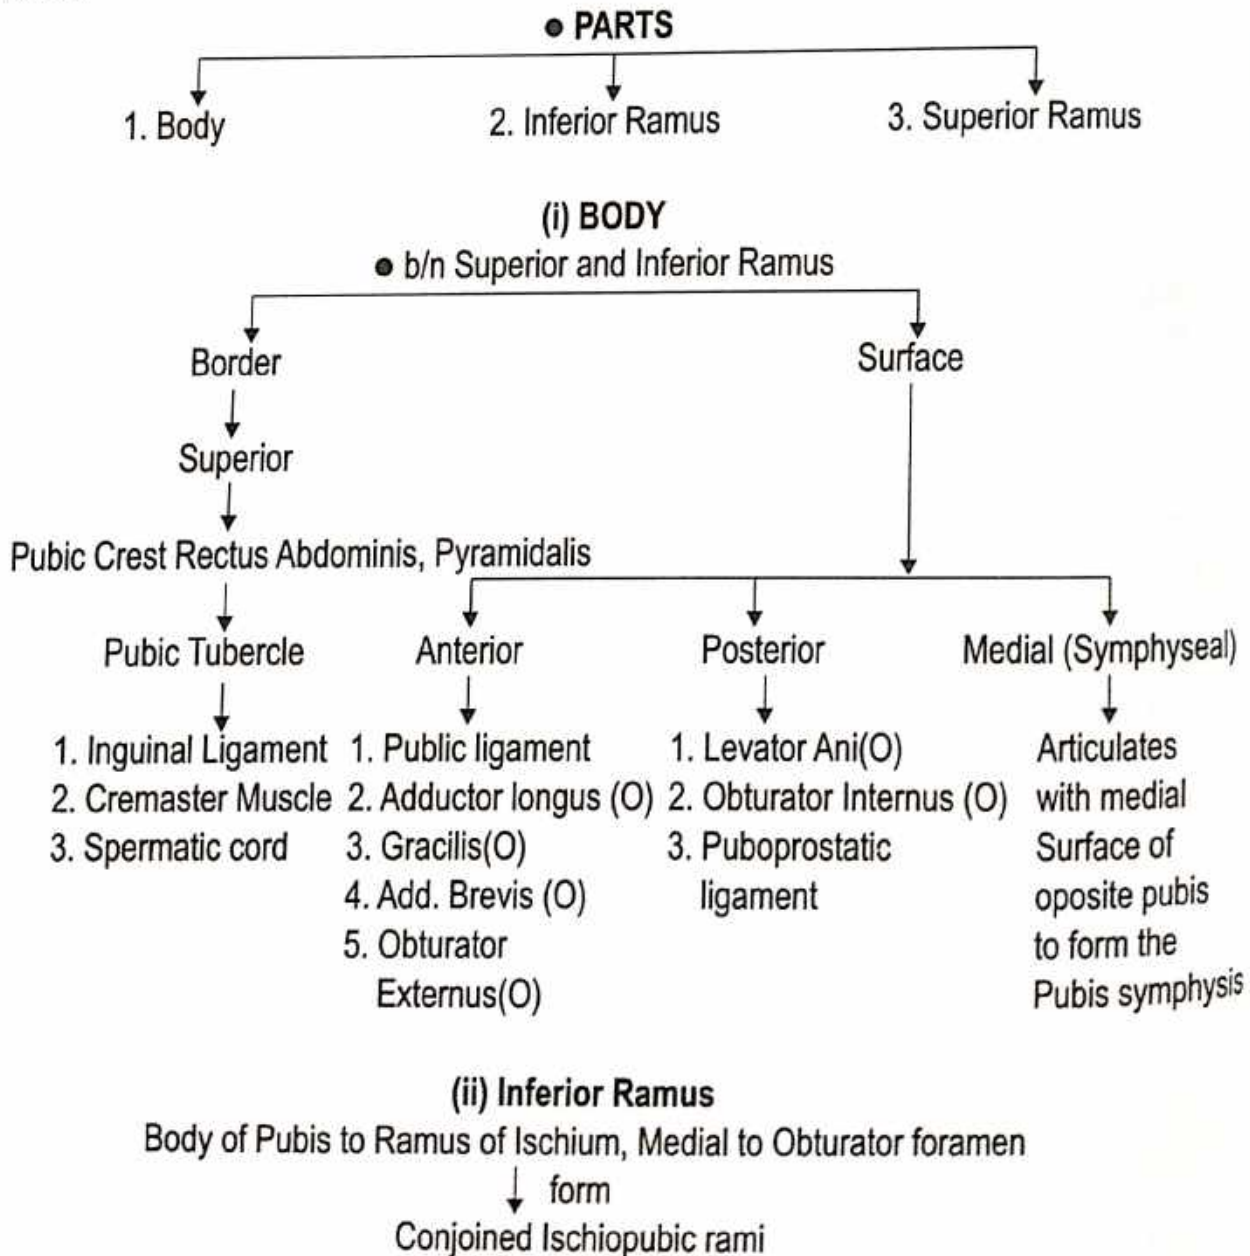 ● PARTS
1. Body
2. Inferior Ramus
3. Superior Ramus
(i) BODY
● b/n Superior and Inferior Ramus
Border
Surface
Superior
Pubic Crest Rectus Abdominis, Pyramidalis
Pubic Tubercle
1. Inguinal Ligament
2. Cremaster Muscle
3. Spermatic cord
Anterior
1. Public ligament
2. Adductor longus (O)
3. Gracilis(O)
4. Add. Brevis (O)
5. Obturator
Externus(O)
Posterior
1. Levator Ani(O)
2. Obturator Internus (O)
3. Puboprostatic
ligament
Medial (Symphyseal)
Articulates
with medial
Surface of
oposite pubis
to form the
Pubis symphysis
(ii) Inferior Ramus
Body of Pubis to Ramus of Ischium, Medial to Obturator foramen
form
Conjoined Ischiopubic rami